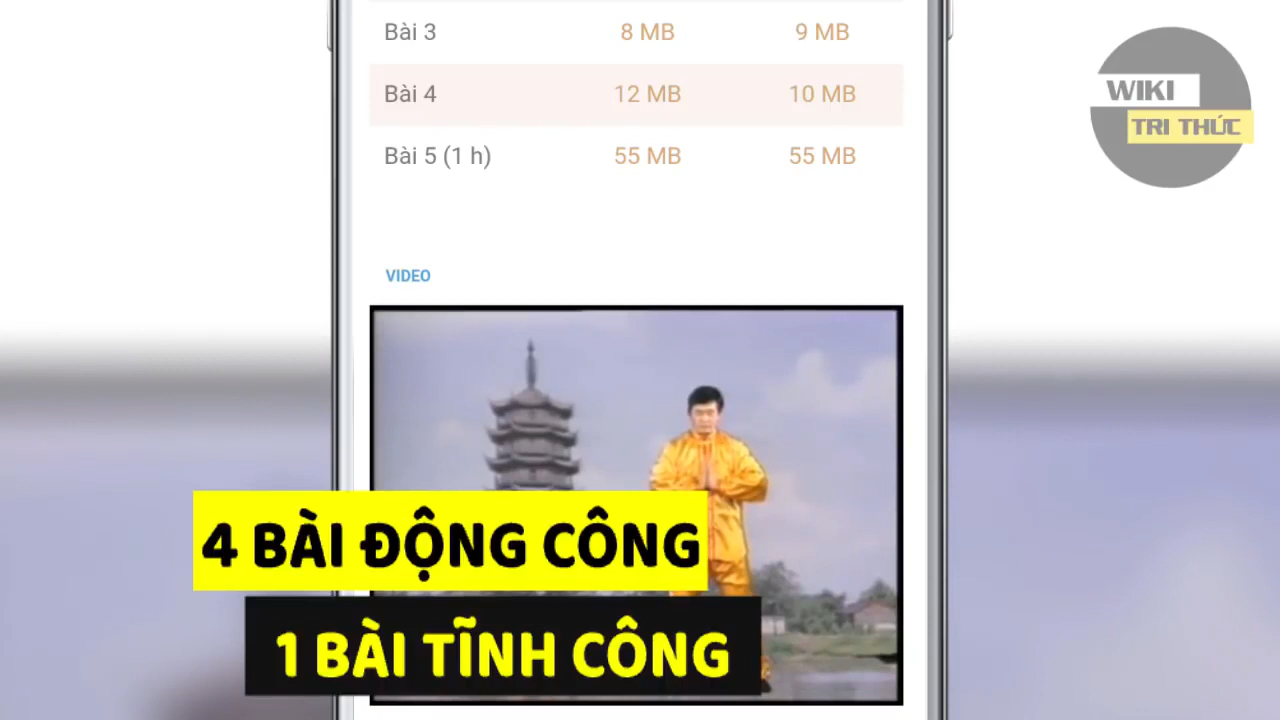 Bài 3 8 MB 9 MB
Bài 4 12 MB 10 MB
Bài 5 (1 h) 55 MB 55 MB
WIKI
TRI THỨC
VIDEO
4 BÀI ĐỘNG CÔNG
1 BÀI TĨNH CÔNG